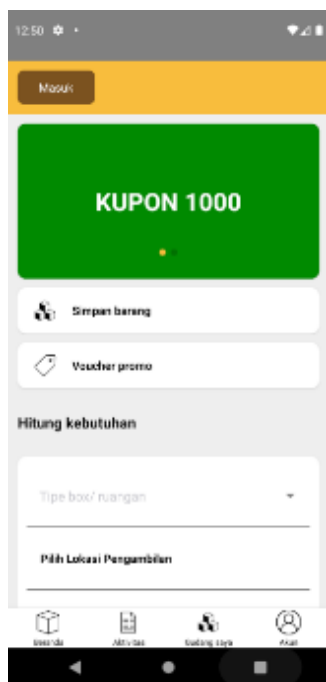 12:50
Masuk
KUPON 1000
Simpan barang
Voucher promo
Hitung kebutuhan
Tipe box/ ruangan
Pilih Lokasi Pengambilan
Beranda
Aktivitas
Gudang saya
Akun